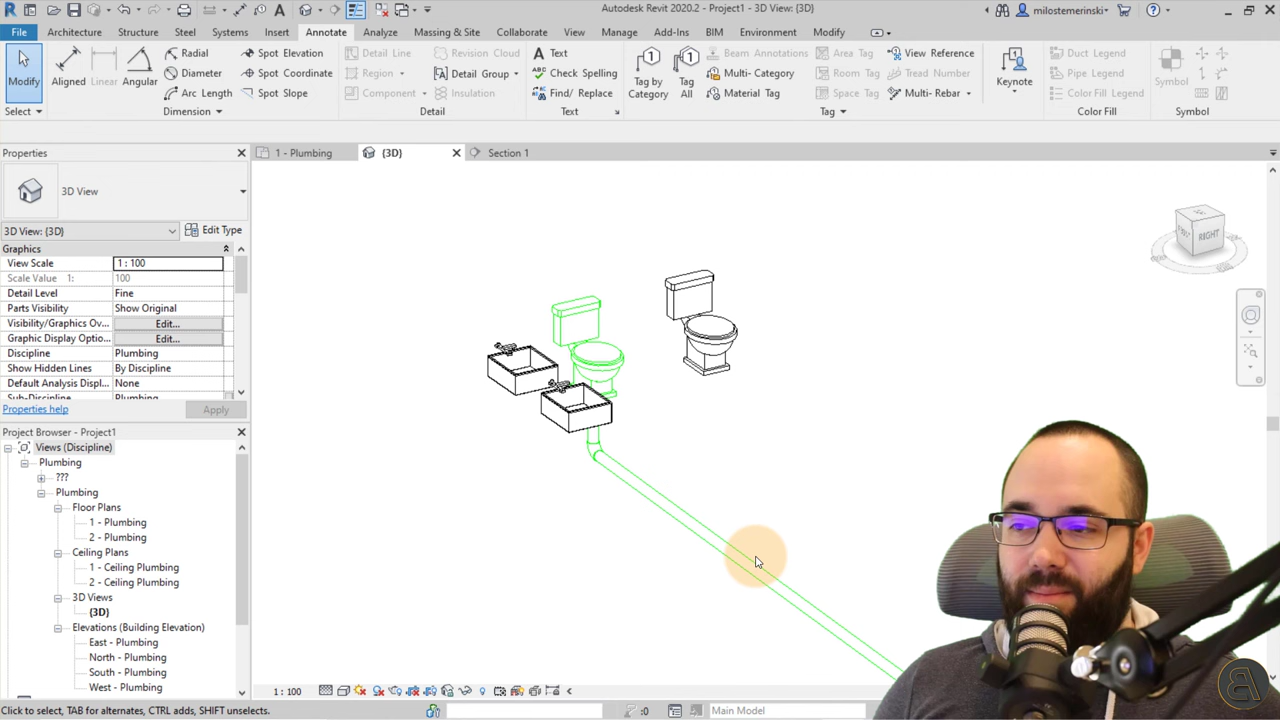 Autodesk Revit 2020.2 - Project1 - 3D View: {3D}
milostemerinski
File Architecture Structure Steel Systems Insert Annotate Analyze Massing & Site Collaborate View Manage Add-Ins BIM Environment Modify
Modify
Select
Aligned
Linear
Angular
Radial
Diameter
Arc Length
Spot Elevation
Spot Coordinate
Spot Slope
Dimension
Detail Line
Region
Component
Revision Cloud
Detail Group
Insulation
Detail
Text
Check Spelling
Find/ Replace
Text
Tag by Category
Tag All
Beam Annotations
Multi- Category
Material Tag
Area Tag
Room Tag
Space Tag
View Reference
Tread Number
Multi- Rebar
Tag
Keynote
Duct Legend
Pipe Legend
Color Fill Legend
Color Fill
Symbol
Symbol
Properties
1 - Plumbing
{3D}
Section 1
3D View
3D View: {3D}
Edit Type
Graphics
View Scale 1 : 100
Scale Value 1: 100
Detail Level Fine
Parts Visibility Show Original
Visibility/Graphics Ov... Edit...
Graphic Display Optio... Edit...
Discipline Plumbing
Show Hidden Lines By Discipline
Default Analysis Displ... None
Sub-Discipline Plumbing
Properties help
Apply
Project Browser - Project1
Views (Discipline)
Plumbing
???
Plumbing
Floor Plans
1 - Plumbing
2 - Plumbing
Ceiling Plans
1 - Ceiling Plumbing
2 - Ceiling Plumbing
3D Views
{3D}
Elevations (Building Elevation)
East - Plumbing
North - Plumbing
South - Plumbing
West - Plumbing
RIGHT
1 : 100
Click to select, TAB for alternates, CTRL adds, SHIFT unselects.
:0
Main Model